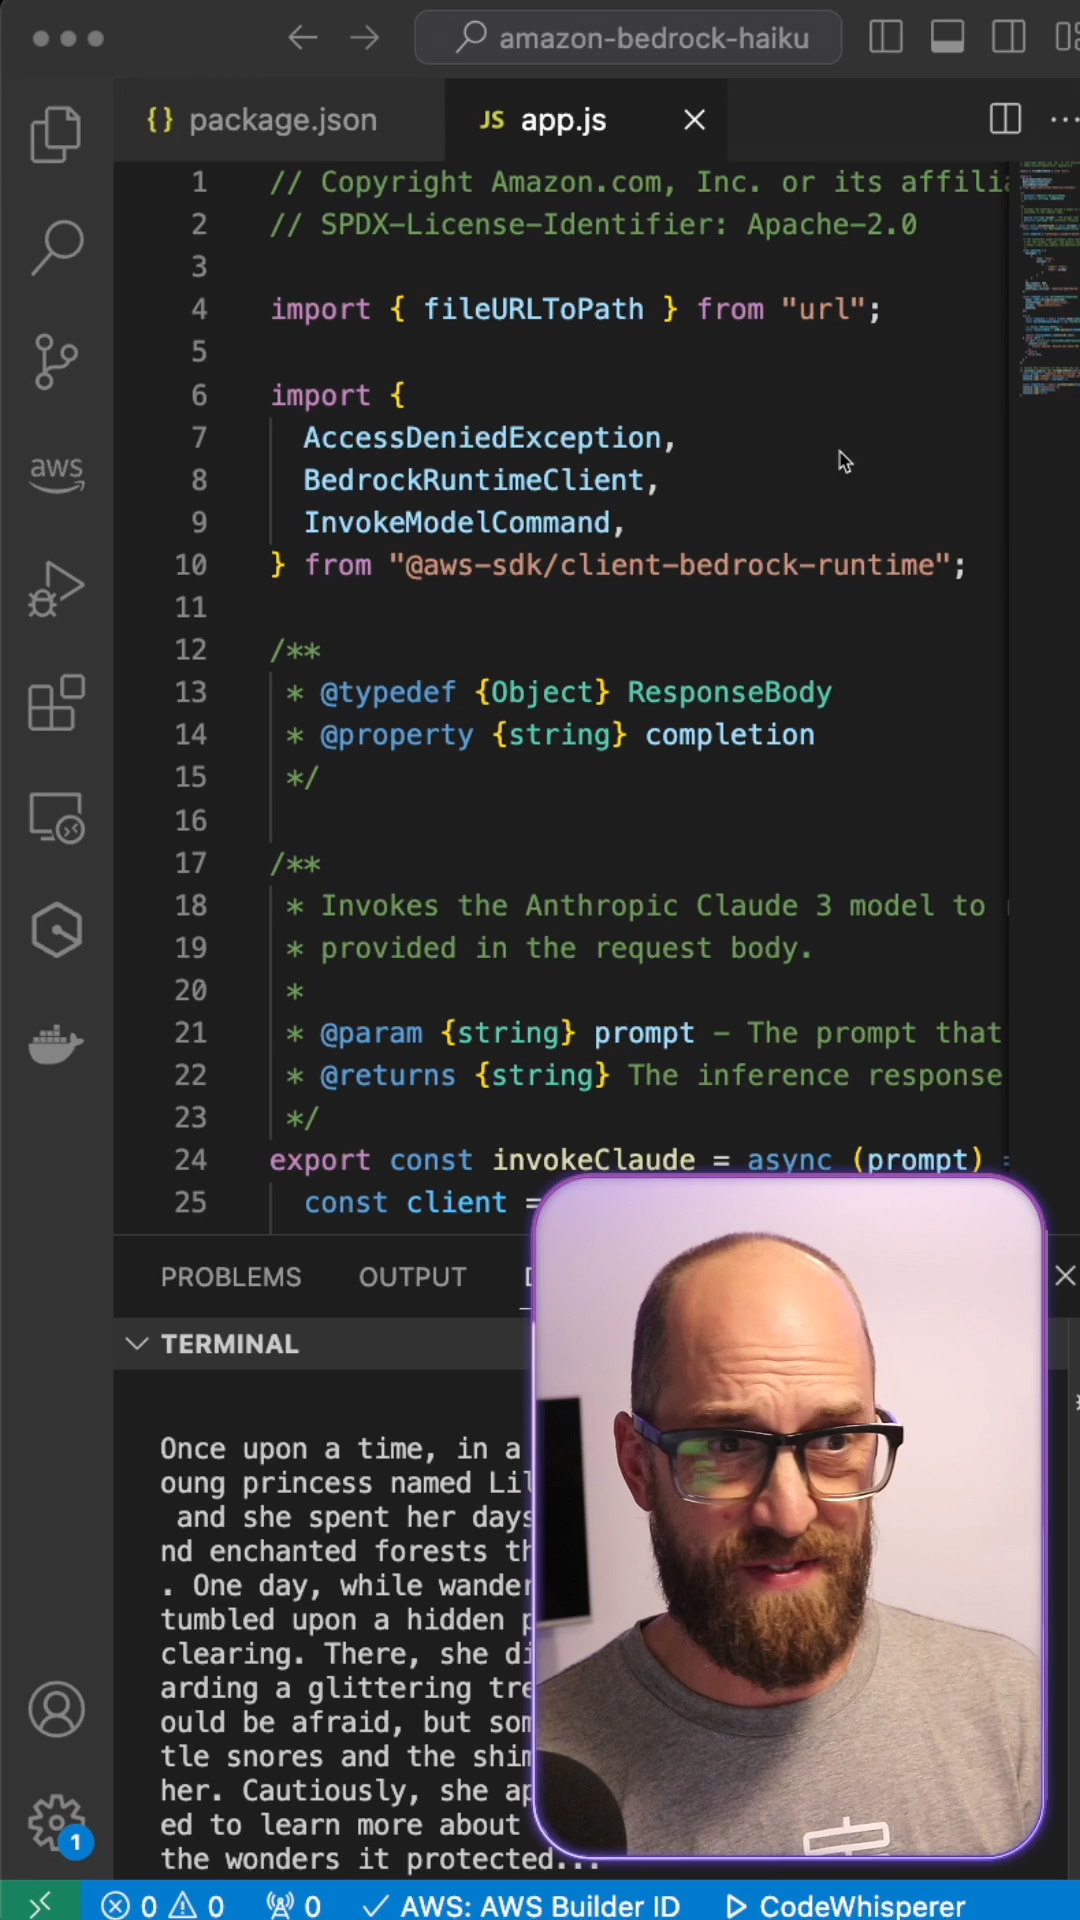 amazon-bedrock-haiku
{} package.json
JS app.js
1 // Copyright Amazon.com, Inc. or its
2 // SPDX-License-Identifier: Apache-2.0
3
4 import { fileURLToPath } from "url";
5
6 import {
7 AccessDeniedException,
8 BedrockRuntimeClient,
9 InvokeModelCommand,
10 } from "@aws-sdk/client-bedrock-runtime";
11
12 /**
13 * @typedef {Object} ResponseBody
14 * @property {string} completion
15 */
16
17 /**
18 * Invokes the Anthropic Claude 3 model to
19 * provided in the request body.
20 *
21 * @param {string} prompt - The prompt that
22 * @returns {string} The inference response
23 */
24 export const invokeClaude = async (prompt) =
25 const client =
aws
PROBLEMS OUTPUT
TERMINAL
Once upon a time, in a
oung princess named
and she spent her days
nd enchanted forests
. One day, while
tumbled upon a hidden
clearing. There, she
arding a glittering
ould be afraid, but
tle snores and the
her. Cautiously, she
ed to learn more about
the wonders it protected...
1
0 0 0 AWS: AWS Builder ID CodeWhisperer